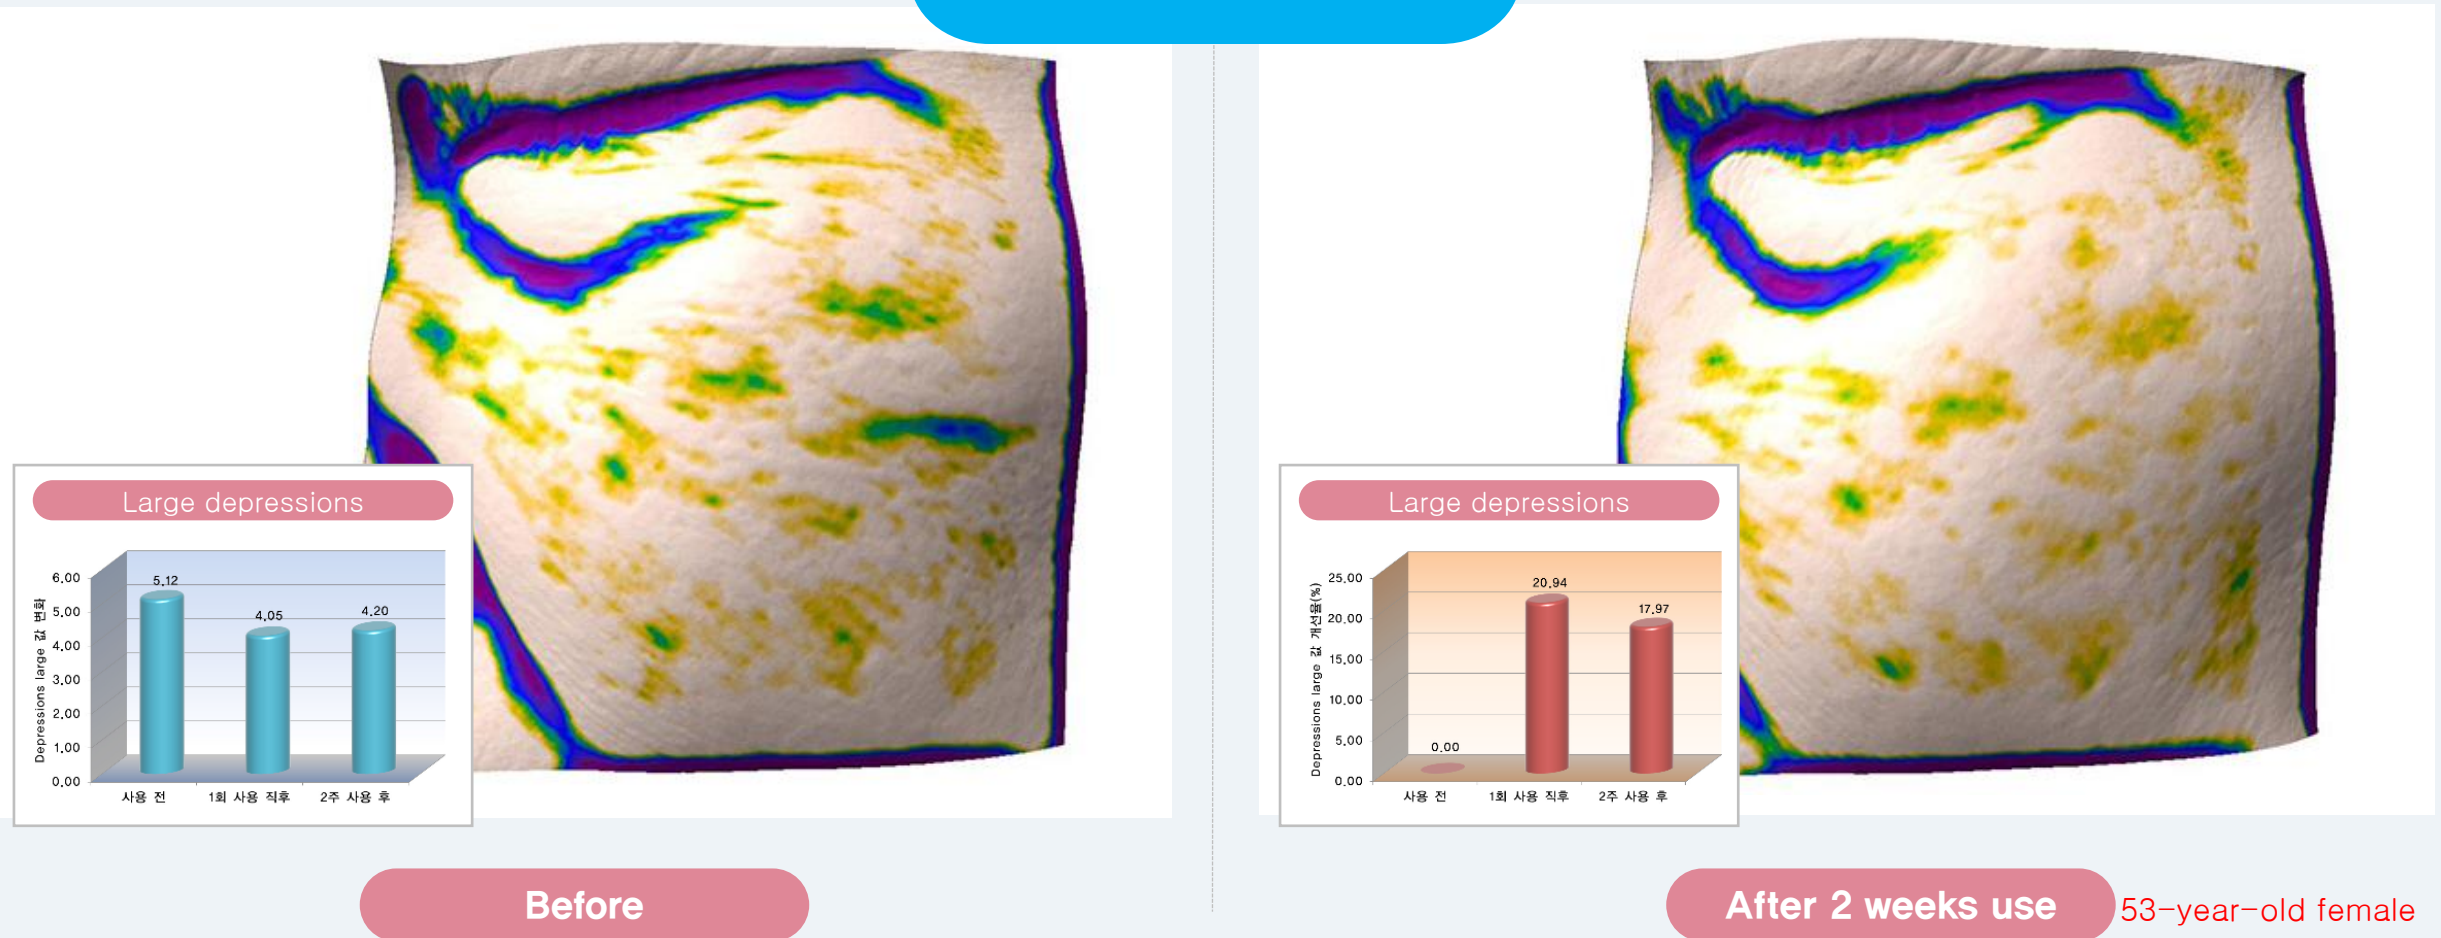 Large depressions
Depressions large 값 변화
6.00
5.00
4.00
3.00
2.00
1.00
0.00
5.12
4.05
4.20
사용 전
1회 사용 직후
2주 사용 후
Large depressions
Depressions large 값 개선율(%)
25.00
20.00
15.00
10.00
5.00
0.00
0.00
20.94
17.97
사용 전
1회 사용 직후
2주 사용 후
Before
After 2 weeks use
53-year-old female